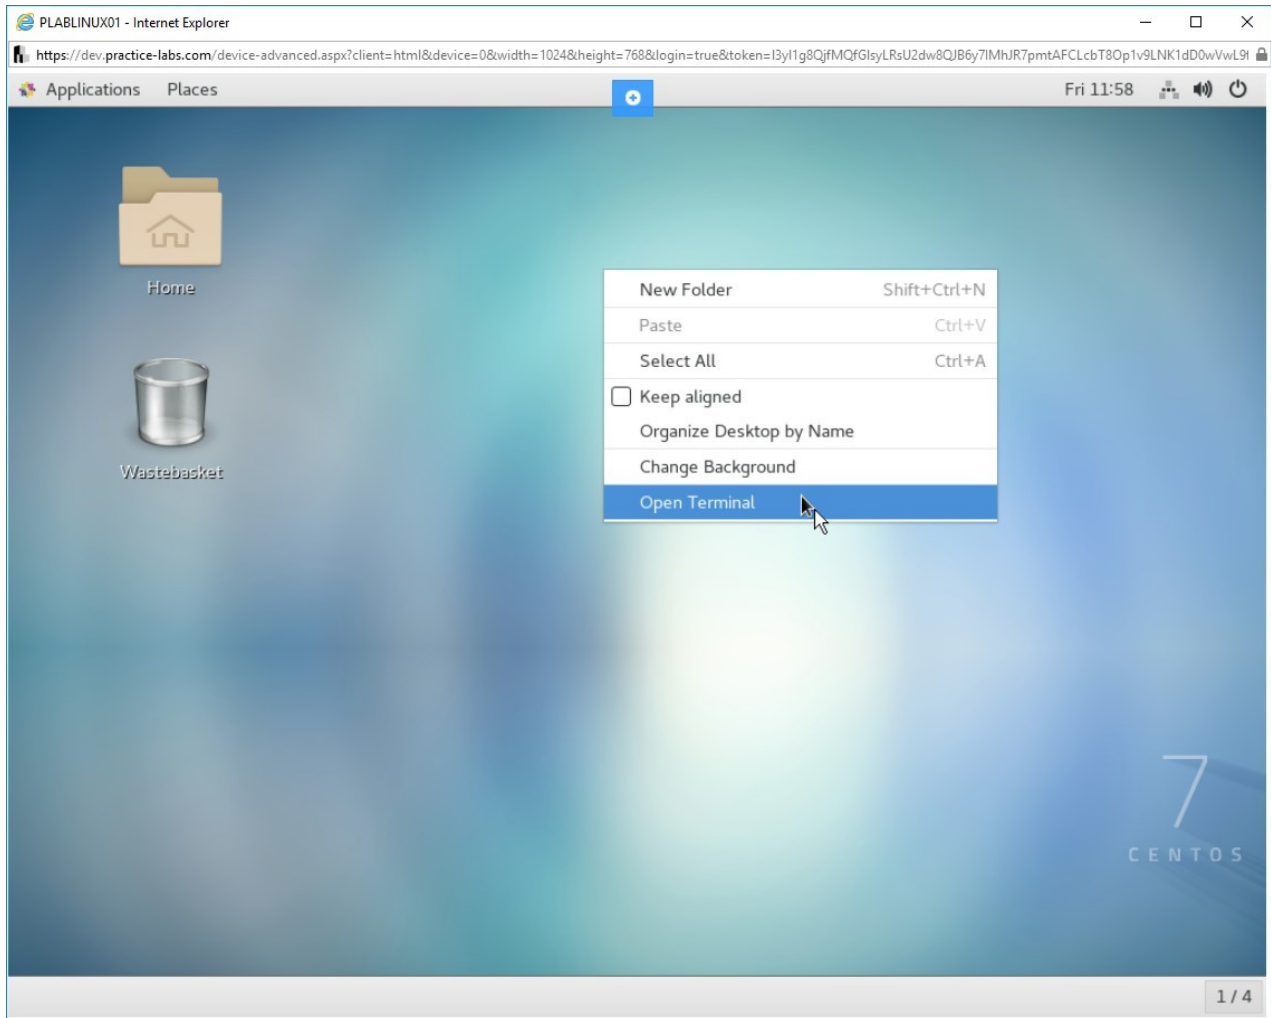 PLABLINUX01 - Internet Explorer
https://dev.practice-labs.com/device-advanced.aspx?client=html&device=0&width=1024&height=768&login=true&token=
Applications Places Fri 11:58
Home
Wastebasket
New Folder Shift+Ctrl+N
Paste Ctrl+V
Select All Ctrl+A
Keep aligned
Organize Desktop by Name
Change Background
Open Terminal
7
CENTOS
1 / 4